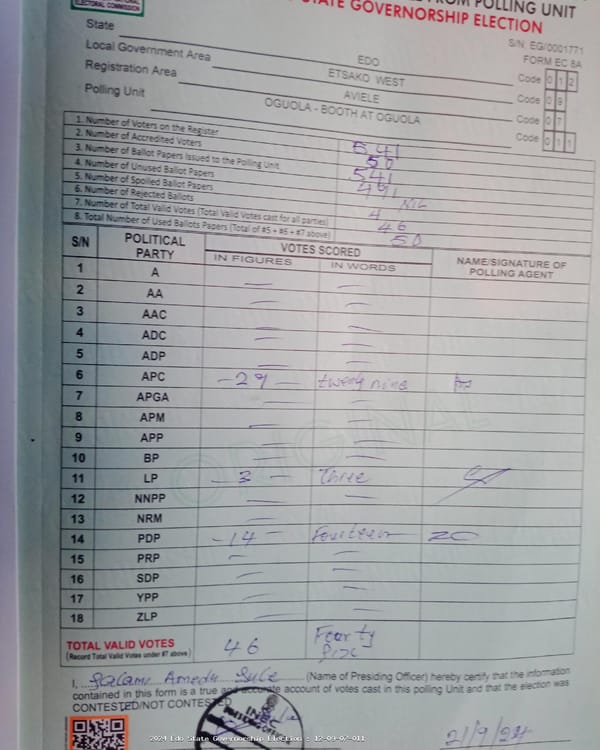 ELECTORAL COMMISSION
FROM POLLING UNIT
STATE GOVERNORSHIP ELECTION
S/N: EG/0001771
FORM EC 8A
State EDO Code 0 1 2
Local Government Area ETSAKO WEST Code 0 9
Registration Area AVIELE Code 0 7
Polling Unit OGUOLA - BOOTH AT OGUOLA Code 0 1 1
1. Number of Voters on the Register 541
2. Number of Accredited Voters 50
3. Number of Ballot Papers Issued to the Polling Unit 541
4. Number of Unused Ballot Papers 491
5. Number of Spoiled Ballot Papers NIL
6. Number of Rejected Ballots 4
7. Number of Total Valid Votes (Total Valid Votes cast for all parties) 46
8. Total Number of Used Ballots Papers (Total of #5 + #6 + #7 above) 50
S/N POLITICAL PARTY VOTES SCORED NAME/SIGNATURE OF POLLING AGENT
IN FIGURES IN WORDS
1 A
2 AA
3 AAC
4 ADC
5 ADP
6 APC -29- twenty nine
7 APGA
8 APM
9 APP
10 BP
11 LP -3- Three
12 NNPP
13 NRM
14 PDP -14- Fourteen
15 PRP
16 SDP
17 YPP
18 ZLP
ORIGINAL
TOTAL VALID VOTES 46 Fourty
(Record Total Valid Votes under #7 above) six
I, Salami Amedu Sule (Name of Presiding Officer) hereby certify that the information
contained in this form is a true and accurate account of votes cast in this polling Unit and that the election was
CONTESTED/NOT CONTESTED
INEC
21/9/24
2024 Edo State Governorship Election : 12-09-07-011